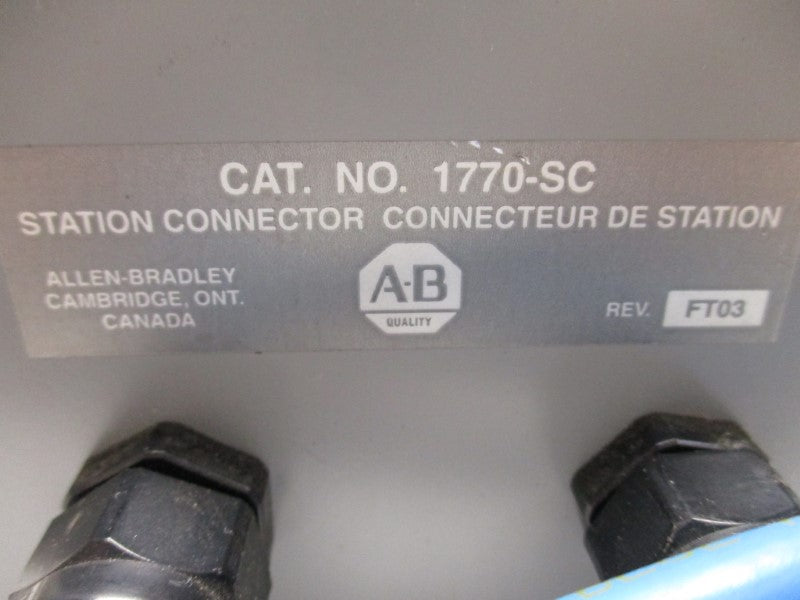 CAT. NO. 1770-SC
STATION CONNECTOR CONNECTEUR DE STATION
ALLEN-BRADLEY
CAMBRIDGE, ONT.
CANADA
A-B
QUALITY
REV. FT03